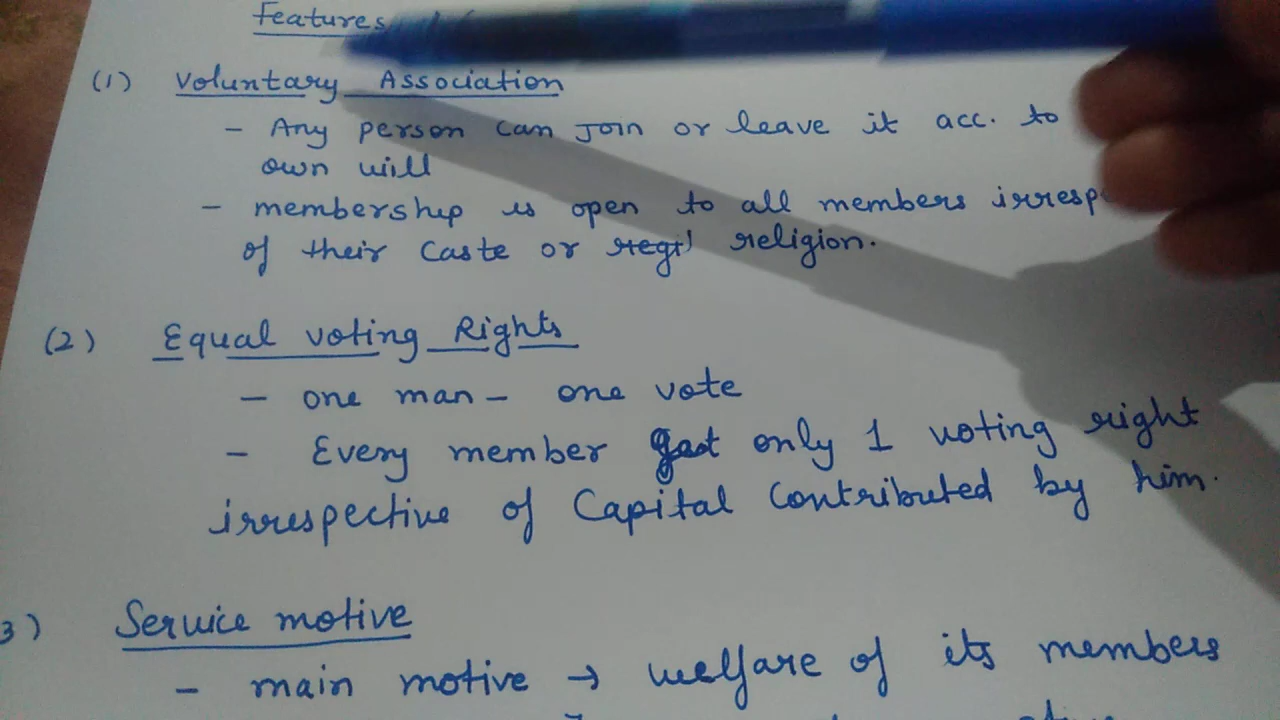 Features
(1) Voluntary Association
- Any person can join or leave it acc. to
own will
- membership is open to all members irresp
of their caste or religion.
(2) Equal voting Rights
- one man - one vote
- Every member get only 1 voting right
irrespective of Capital Contributed by him.
3) Service motive
- main motive → welfare of its members